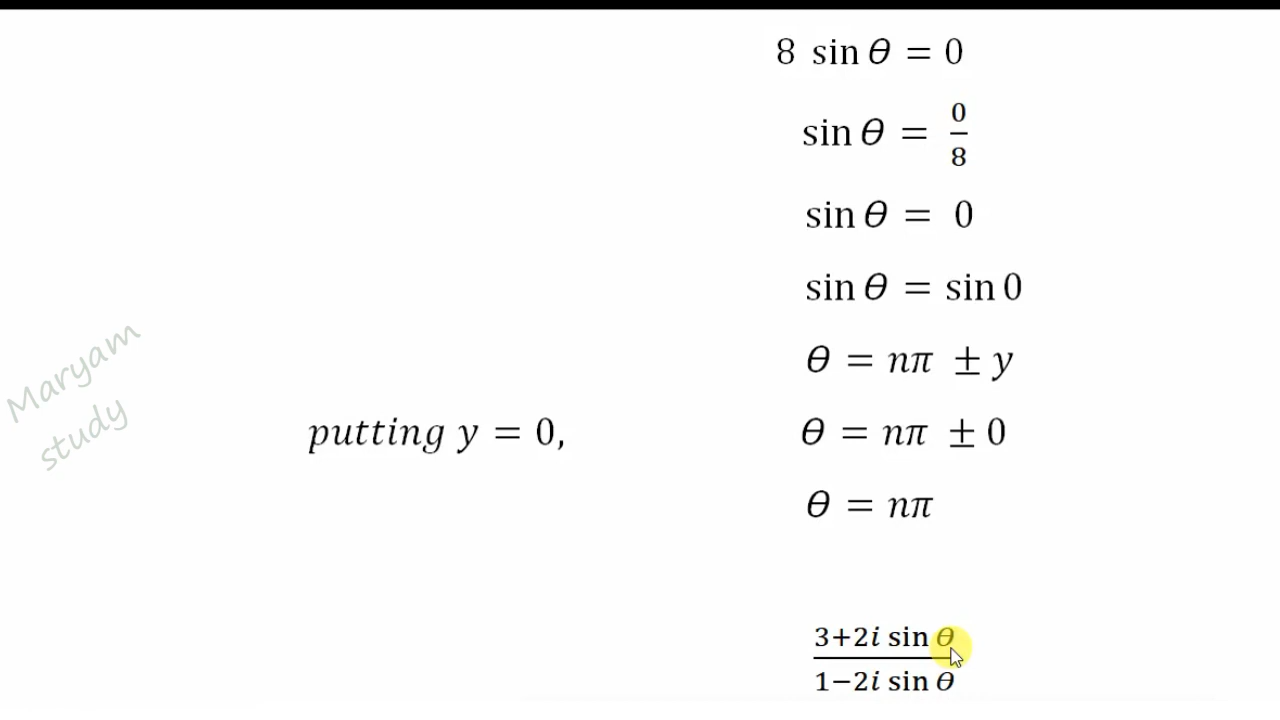 8 sin θ = 0
sin θ = 0/8
sin θ = 0
sin θ = sin 0
θ = nπ ± y
Maryam
study
putting y = 0, θ = nπ ± 0
θ = nπ
3+2i sin θ
1−2i sin θ